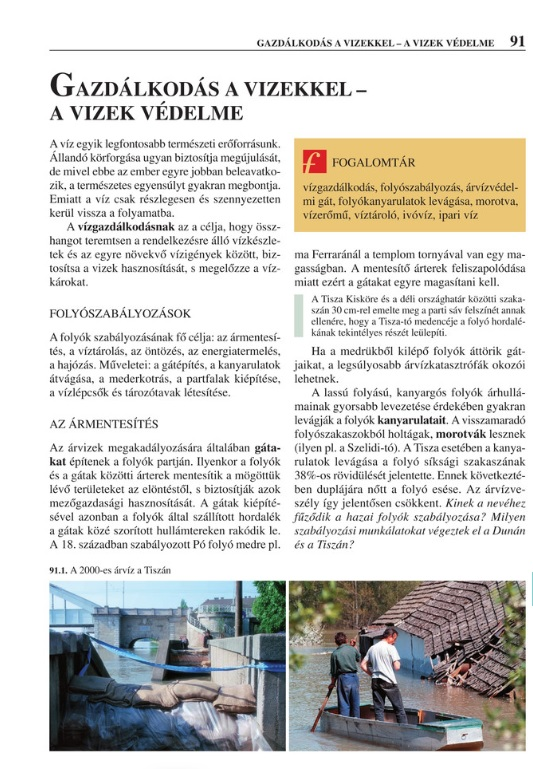 GAZDÁLKODÁS A VIZEKKEL – A VIZEK VÉDELME 91
GAZDÁLKODÁS A VIZEKKEL –
A VIZEK VÉDELME
A víz egyik legfontosabb természeti erőforrásunk.
Állandó körforgása ugyan biztosítja megújulását,
de mivel ebbe az ember egyre jobban beleavatko-
zik, a természetes egyensúlyt gyakran megbontja.
Emiatt a víz csak részlegesen és szennyezetten
kerül vissza a folyamatba.
A vízgazdálkodásnak az a célja, hogy össz-
hangot teremtsen a rendelkezésre álló vízkészle-
tek és az egyre növekvő vízigények között, biz-
tosítsa a vizek hasznosítását, s megelőzze a víz-
károkat.
FOLYÓSZABÁLYOZÁSOK
A folyók szabályozásának fő célja: az ármentesí-
tés, a víztárolás, az öntözés, az energiatermelés,
a hajózás. Műveletei: a gátépítés, a kanyarulatok
átvágása, a mederkotrás, a partfalak kiépítése,
a vízlépcsők és tározótavak létesítése.
AZ ÁRMENTESÍTÉS
Az árvizek megakadályozására általában gáta-
kat építenek a folyók partján. Ilyenkor a folyók
és a gátak közötti árterek mentesítik a mögöttük
lévő területeket az elöntéstől, s biztosítják azok
mezőgazdasági hasznosítását. A gátak kiépíté-
sével azonban a folyók által szállított hordalék
a gátak közé szorított hullámtereken rakódik le.
A 18. században szabályozott Pó folyó medre pl.
f FOGALOMTÁR
vízgazdálkodás, folyószabályozás, árvízvédel-
mi gát, folyókanyarulatok levágása, morotva,
vízerőmű, víztároló, ivóvíz, ipari víz
ma Ferraránál a templom tornyával van egy ma-
gasságban. A mentesítő árterek feliszapolódása
miatt ezért a gátakat egyre magasítani kell.
A Tisza Kisköre és a déli országhatár közötti szaka-
szán 30 cm-rel emelte meg a parti sáv felszínét annak
ellenére, hogy a Tisza-tó medencéje a folyó hordalé-
kának tekintélyes részét leülepíti.
Ha a medrükből kilépő folyók áttörik gát-
jaikat, a legsúlyosabb árvízkatasztrófák okozói
lehetnek.
A lassú folyású, kanyargós folyók árhullá-
mainak gyorsabb levezetése érdekében gyakran
levágják a folyók kanyarulatait. A visszamaradó
folyószakaszokból holtágak, morotvák lesznek
(ilyen pl. a Szelidi-tó). A Tisza esetében a kanya-
rulatok levágása a folyó síksági szakaszának
38%-os rövidülését jelentette. Ennek következté-
ben duplájára nőtt a folyó esése. Az árvízve-
szély így jelentősen csökkent. Kinek a nevéhez
fűződik a hazai folyók szabályozása? Milyen
szabályozási munkálatokat végeztek el a Dunán
és a Tiszán?
91.1. A 2000-es árvíz a Tiszán